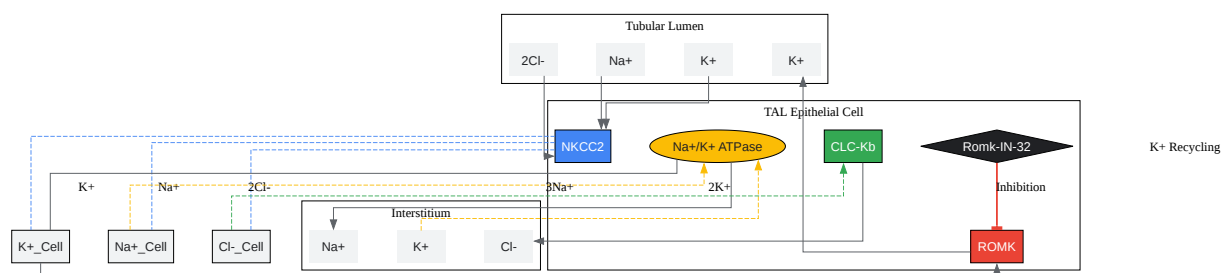 Tubular Lumen
2Cl-
Na+
K+
K+
TAL Epithelial Cell
NKCC2
Na+/K+ ATPase
CLC-Kb
Romk-IN-32
K+ Recycling
K+
Na+
2Cl-
3Na+
2K+
Inhibition
Interstitium
K+_Cell
Na+_Cell
Cl-_Cell
Na+
K+
Cl-
ROMK